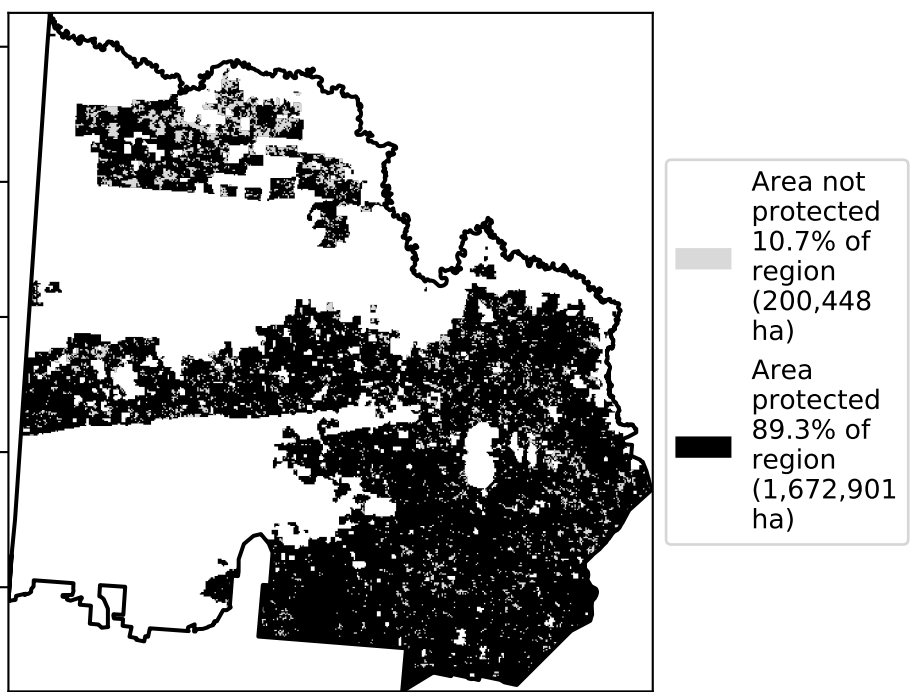 Area not
protected
10.7% of
region
(200,448
ha)
Area
protected
89.3% of
region
(1,672,901
ha)